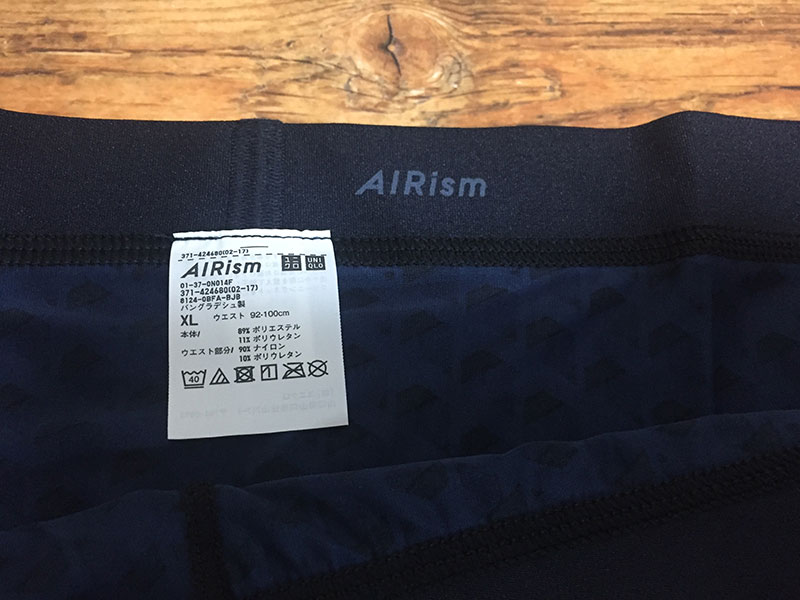 AIRism
371-424680(02-17)
AIRism ユニクロ UNIQLO
01-37-0N014F
371-424680(02-17)
8124-0BFA-BJB
バングラデシュ製
XL ウエスト 92-100cm
本体/ 89% ポリエステル
11% ポリウレタン
ウエスト部分/ 90% ナイロン
10% ポリウレタン
40